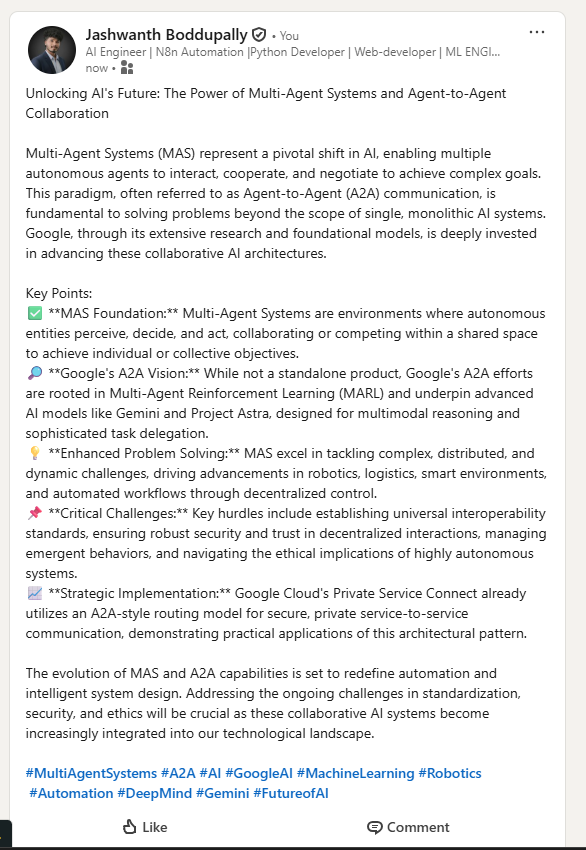 Jashwanth Boddupally • You
AI Engineer | N8n Automation |Python Developer | Web-developer | ML ENGI...
now •
Unlocking AI's Future: The Power of Multi-Agent Systems and Agent-to-Agent
Collaboration
Multi-Agent Systems (MAS) represent a pivotal shift in AI, enabling multiple
autonomous agents to interact, cooperate, and negotiate to achieve complex goals.
This paradigm, often referred to as Agent-to-Agent (A2A) communication, is
fundamental to solving problems beyond the scope of single, monolithic AI systems.
Google, through its extensive research and foundational models, is deeply invested
in advancing these collaborative AI architectures.
Key Points:
✅ **MAS Foundation:** Multi-Agent Systems are environments where autonomous
entities perceive, decide, and act, collaborating or competing within a shared space
to achieve individual or collective objectives.
🔎 **Google's A2A Vision:** While not a standalone product, Google's A2A efforts
are rooted in Multi-Agent Reinforcement Learning (MARL) and underpin advanced
AI models like Gemini and Project Astra, designed for multimodal reasoning and
sophisticated task delegation.
💡 **Enhanced Problem Solving:** MAS excel in tackling complex, distributed, and
dynamic challenges, driving advancements in robotics, logistics, smart environments,
and automated workflows through decentralized control.
📌 **Critical Challenges:** Key hurdles include establishing universal interoperability
standards, ensuring robust security and trust in decentralized interactions, managing
emergent behaviors, and navigating the ethical implications of highly autonomous
systems.
📈 **Strategic Implementation:** Google Cloud's Private Service Connect already
utilizes an A2A-style routing model for secure, private service-to-service
communication, demonstrating practical applications of this architectural pattern.
The evolution of MAS and A2A capabilities is set to redefine automation and
intelligent system design. Addressing the ongoing challenges in standardization,
security, and ethics will be crucial as these collaborative AI systems become
increasingly integrated into our technological landscape.
#MultiAgentSystems #A2A #AI #GoogleAI #MachineLearning #Robotics
#Automation #DeepMind #Gemini #FutureofAI
Like Comment